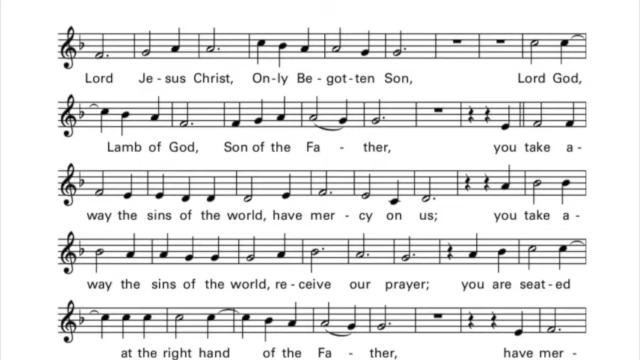 Lord Je - sus Christ, On-ly Be - got-ten Son, Lord God,
Lamb of God, Son of the Fa - ther, you take a-
way the sins of the world, have mer - cy on us; you take a-
way the sins of the world, re - ceive our prayer; you are seat-ed
at the right hand of the Fa - ther, have mer-